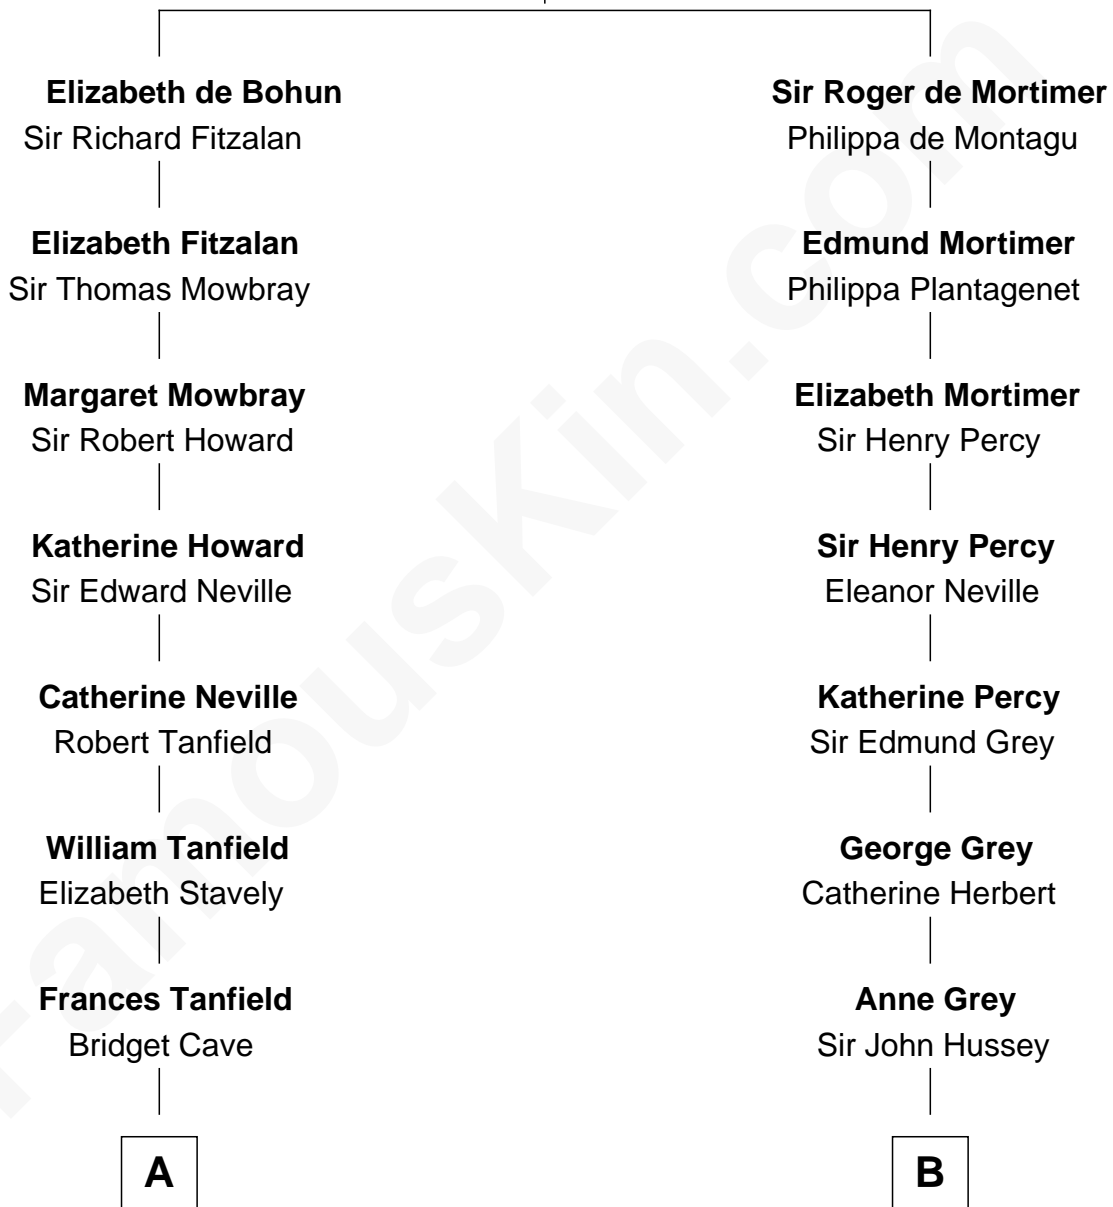 Elizabeth de Bohun
Sir Richard Fitzalan
Elizabeth Fitzalan
Sir Thomas Mowbray
Margaret Mowbray
Sir Robert Howard
Katherine Howard
Sir Edward Neville
Catherine Neville
Robert Tanfield
William Tanfield
Elizabeth Stavely
Frances Tanfield
Bridget Cave
A
Sir Roger de Mortimer
Philippa de Montagu
Edmund Mortimer
Philippa Plantagenet
Elizabeth Mortimer
Sir Henry Percy
Sir Henry Percy
Eleanor Neville
Katherine Percy
Sir Edmund Grey
George Grey
Catherine Herbert
Anne Grey
Sir John Hussey
B
FamousKin.com